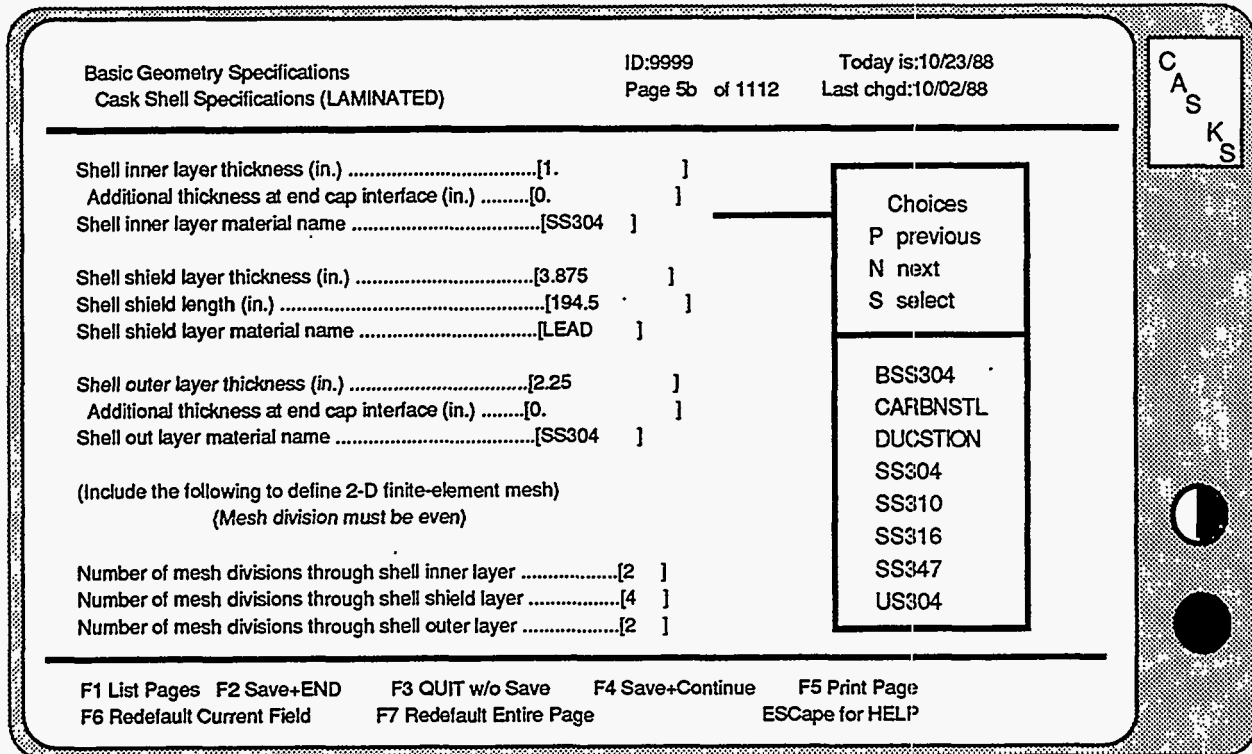 Basic Geometry Specifications
Cask Shell Specifications (LAMINATED)
ID:9999
Page 5b of 1112
Today is:10/23/88
Last chgd:10/02/88
CASKS
Shell inner layer thickness (in.) ..................................[1. ]
Additional thickness at end cap interface (in.) .........[0. ]
Shell inner layer material name ...................................[SS304 ]
Shell shield layer thickness (in.) .................................[3.875 ]
Shell shield length (in.) ................................................[194.5 ]
Shell shield layer material name .................................[LEAD ]
Shell outer layer thickness (in.) ..................................[2.25 ]
Additional thickness at end cap interface (in.) ........[0. ]
Shell out layer material name .....................................[SS304 ]
(Include the following to define 2-D finite-element mesh)
(Mesh division must be even)
Number of mesh divisions through shell inner layer ..................[2 ]
Number of mesh divisions through shell shield layer .................[4 ]
Number of mesh divisions through shell outer layer ..................[2 ]
Choices
P previous
N next
S select
BSS304
CARBNSTL
DUCSTION
SS304
SS310
SS316
SS347
US304
F1 List Pages F2 Save+END F3 QUIT w/o Save F4 Save+Continue F5 Print Page
F6 Redefault Current Field F7 Redefault Entire Page ESCape for HELP